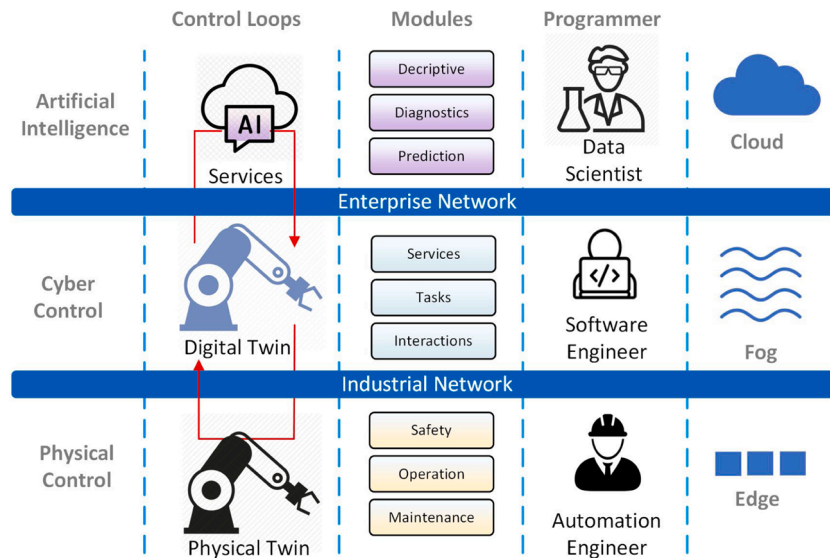 Control Loops
Modules
Programmer
Artificial
Intelligence
AI
Services
Decriptive
Diagnostics
Prediction
Data
Scientist
Cloud
Enterprise Network
Cyber
Control
Digital Twin
Services
Tasks
Interactions
</>
Software
Engineer
Fog
Industrial Network
Physical
Control
Physical Twin
Safety
Operation
Maintenance
Automation
Engineer
Edge